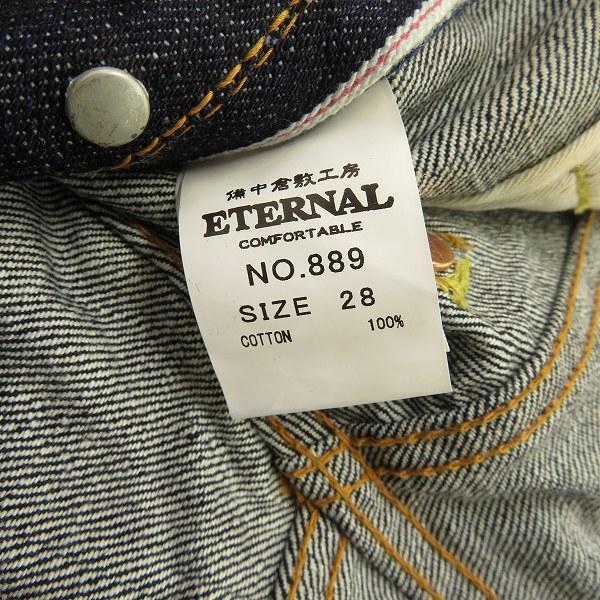 備中倉敷工房
ETERNAL
COMFORTABLE
NO.889
SIZE 28
COTTON 100%